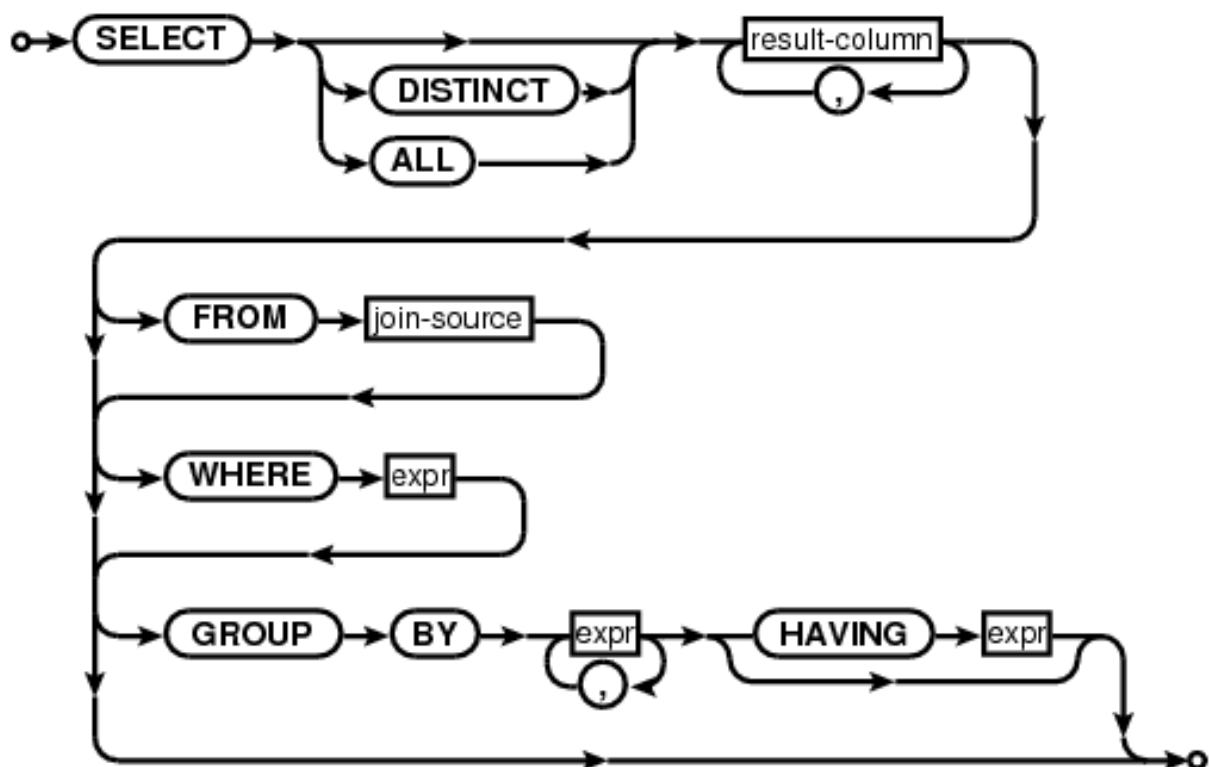 SELECT result-column
DISTINCT ,
ALL
FROM join-source
WHERE expr
GROUP BY expr HAVING expr
,